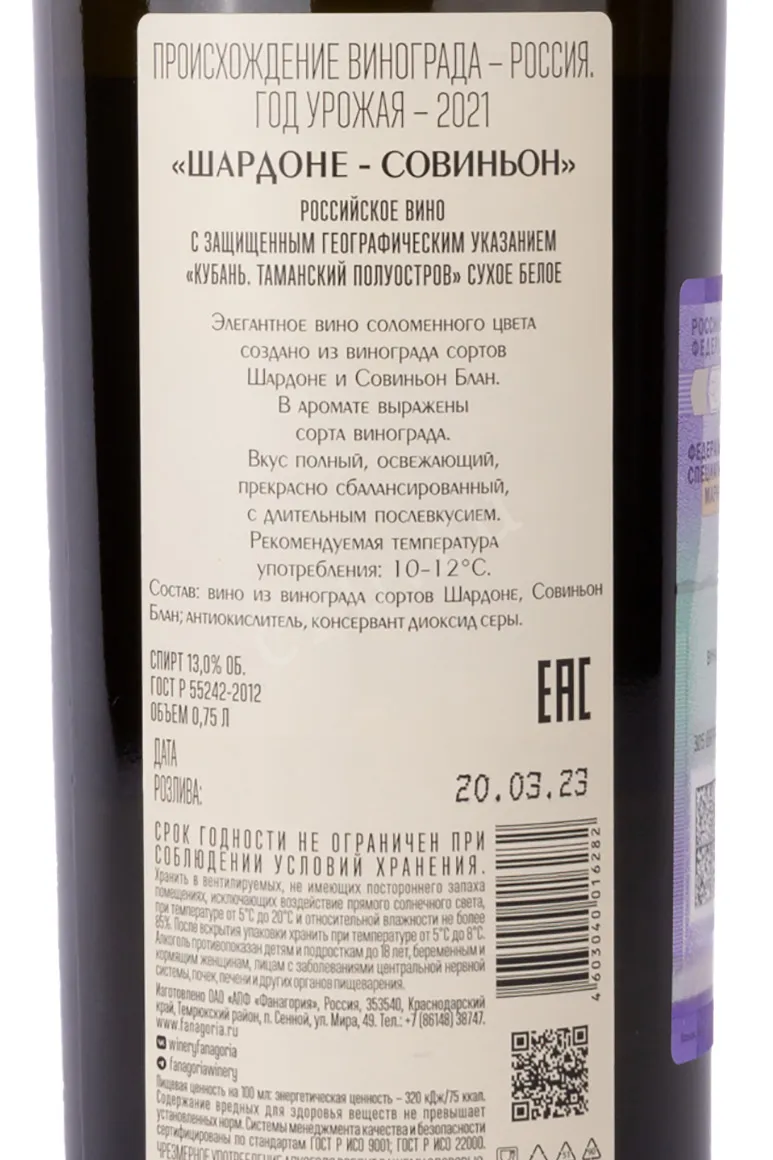 ПРОИСХОЖДЕНИЕ ВИНОГРАДА – РОССИЯ.
ГОД УРОЖАЯ – 2021
«ШАРДОНЕ - СОВИНЬОН»
РОССИЙСКОЕ ВИНО
С ЗАЩИЩЕННЫМ ГЕОГРАФИЧЕСКИМ УКАЗАНИЕМ
«КУБАНЬ. ТАМАНСКИЙ ПОЛУОСТРОВ» СУХОЕ БЕЛОЕ
Элегантное вино соломенного цвета
создано из винограда сортов
Шардоне и Совиньон Блан.
В аромате выражены
сорта винограда.
Вкус полный, освежающий,
прекрасно сбалансированный,
с длительным послевкусием.
Рекомендуемая температура
употребления: 10–12°С.
Состав: вино из винограда сортов Шардоне, Совиньон
Блан; антиокислитель, консервант диоксид серы.
СПИРТ 13,0% ОБ.
ГОСТ Р 55242-2012
ОБЪЕМ 0,75 Л
EAC
ДАТА
РОЗЛИВА:
20.03.23
СРОК ГОДНОСТИ НЕ ОГРАНИЧЕН ПРИ
СОБЛЮДЕНИИ УСЛОВИЙ ХРАНЕНИЯ.
Хранить в вентилируемых, не имеющих постороннего запаха
помещениях, исключающих воздействие прямого солнечного света,
при температуре от 5°С до 20°С и относительной влажности не более
85%. После вскрытия упаковки хранить при температуре от 5°С до 8°С.
Алкоголь противопоказан детям и подросткам до 18 лет, беременным и
кормящим женщинам, лицам с заболеваниями центральной нервной
системы, почек, печени и других органов пищеварения.
4 603040 016282
Изготовлено ОАО «АПФ «Фанагория», Россия, 353540, Краснодарский
край, Темрюкский район, п. Сенной, ул. Мира, 49. Тел.: +7 (86148) 38747.
www.fanagoria.ru
wineryfanagoria
fanagoriawinery
Пищевая ценность на 100 мл: энергетическая ценность – 320 кДж/75 ккал.
Содержание вредных для здоровья веществ не превышает
установленных норм. Системы менеджмента качества и безопасности
сертифицированы по стандартам ГОСТ Р ИСО 9001; ГОСТ Р ИСО 22000.
ЧРЕЗМЕРНОЕ УПОТРЕБЛЕНИЕ
РОССИ
ФЕДЕР
ФЕДЕРА
СПЕЦИА
МАР